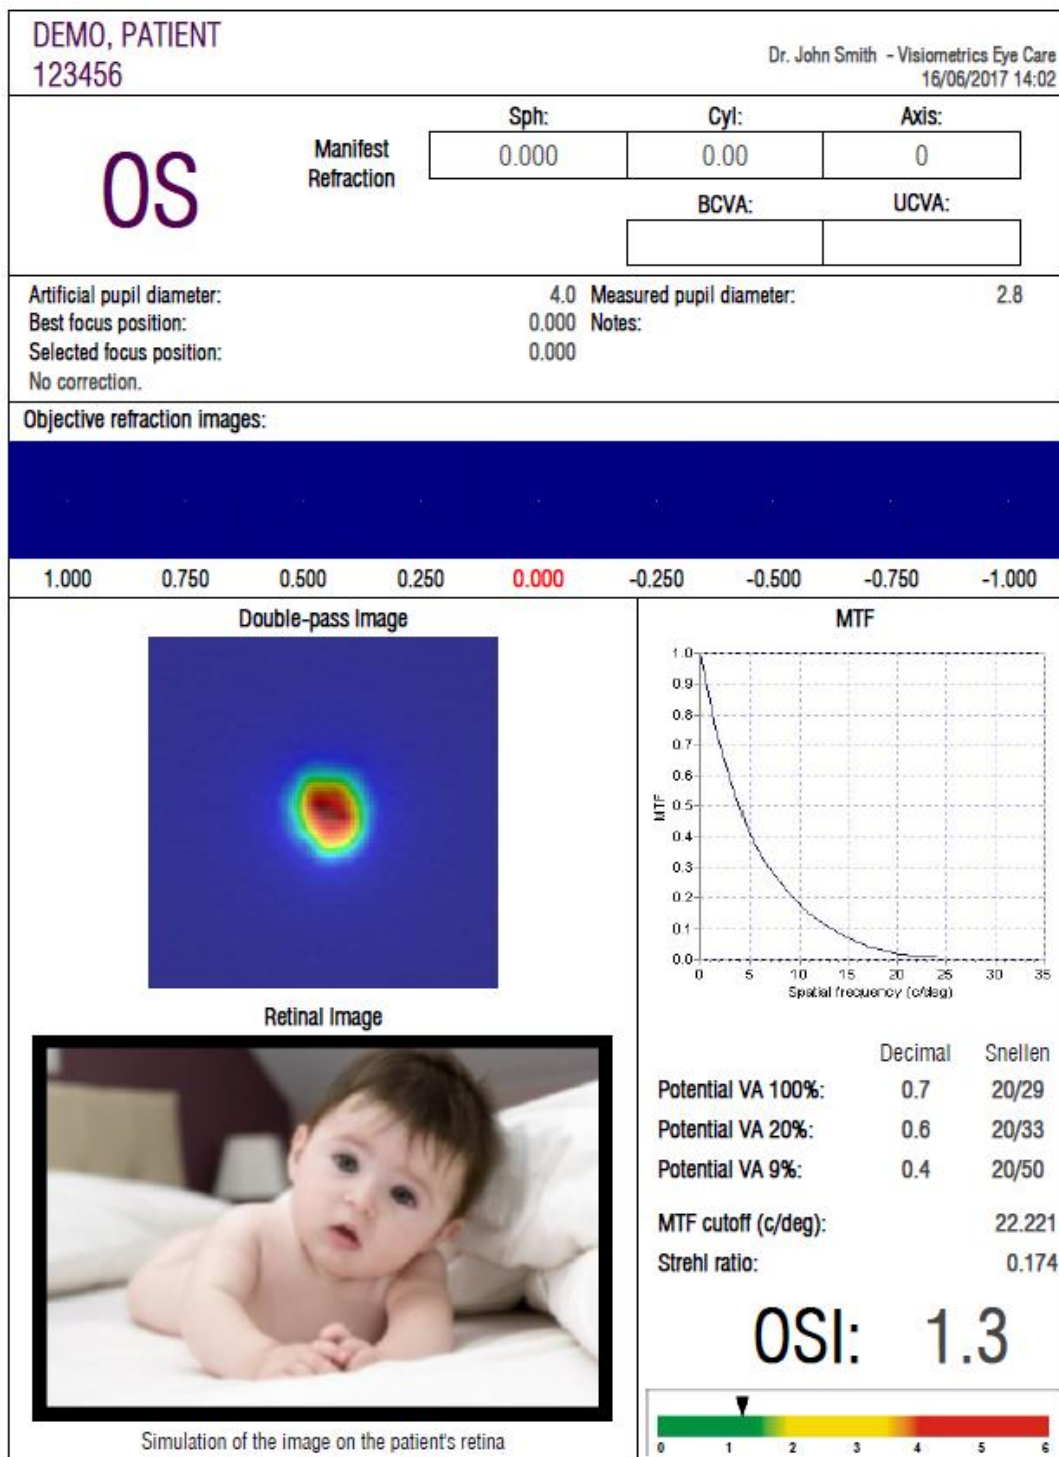 DEMO, PATIENT
123456
Dr. John Smith - Visiometrics Eye Care
16/06/2017 14:02
OS
Manifest
Refraction
Sph: Cyl: Axis:
0.000 0.00 0
BCVA: UCVA:
Artificial pupil diameter: 4.0 Measured pupil diameter: 2.8
Best focus position: 0.000 Notes:
Selected focus position: 0.000
No correction.
Objective refraction images:
1.000 0.750 0.500 0.250 0.000 -0.250 -0.500 -0.750 -1.000
Double-pass Image
Retinal Image
Simulation of the image on the patient's retina
MTF
1.0
0.9
0.8
0.7
0.6
0.5
0.4
0.3
0.2
0.1
0.0
MTF
0 5 10 15 20 25 30 35
Spatial frequency (c/deg)
Decimal Snellen
Potential VA 100%: 0.7 20/29
Potential VA 20%: 0.6 20/33
Potential VA 9%: 0.4 20/50
MTF cutoff (c/deg): 22.221
Strehl ratio: 0.174
OSI: 1.3
0 1 2 3 4 5 6